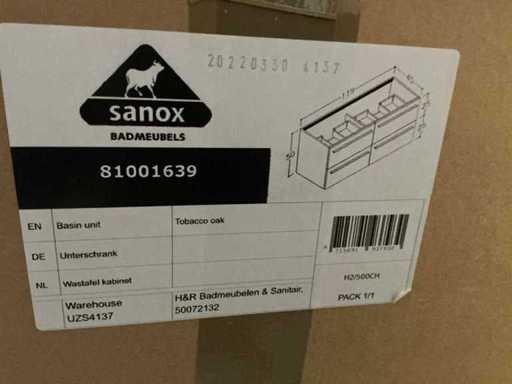 20220330 4137
sanox
BADMEUBELS
81001639
119
EN Basin unit Tobacco oak
DE Unterschrank
NL Wastafel kabinet
H2/500CH
Warehouse
UZS4137
H&R Badmeubelen & Sanitair,
50072132
PACK 1/1